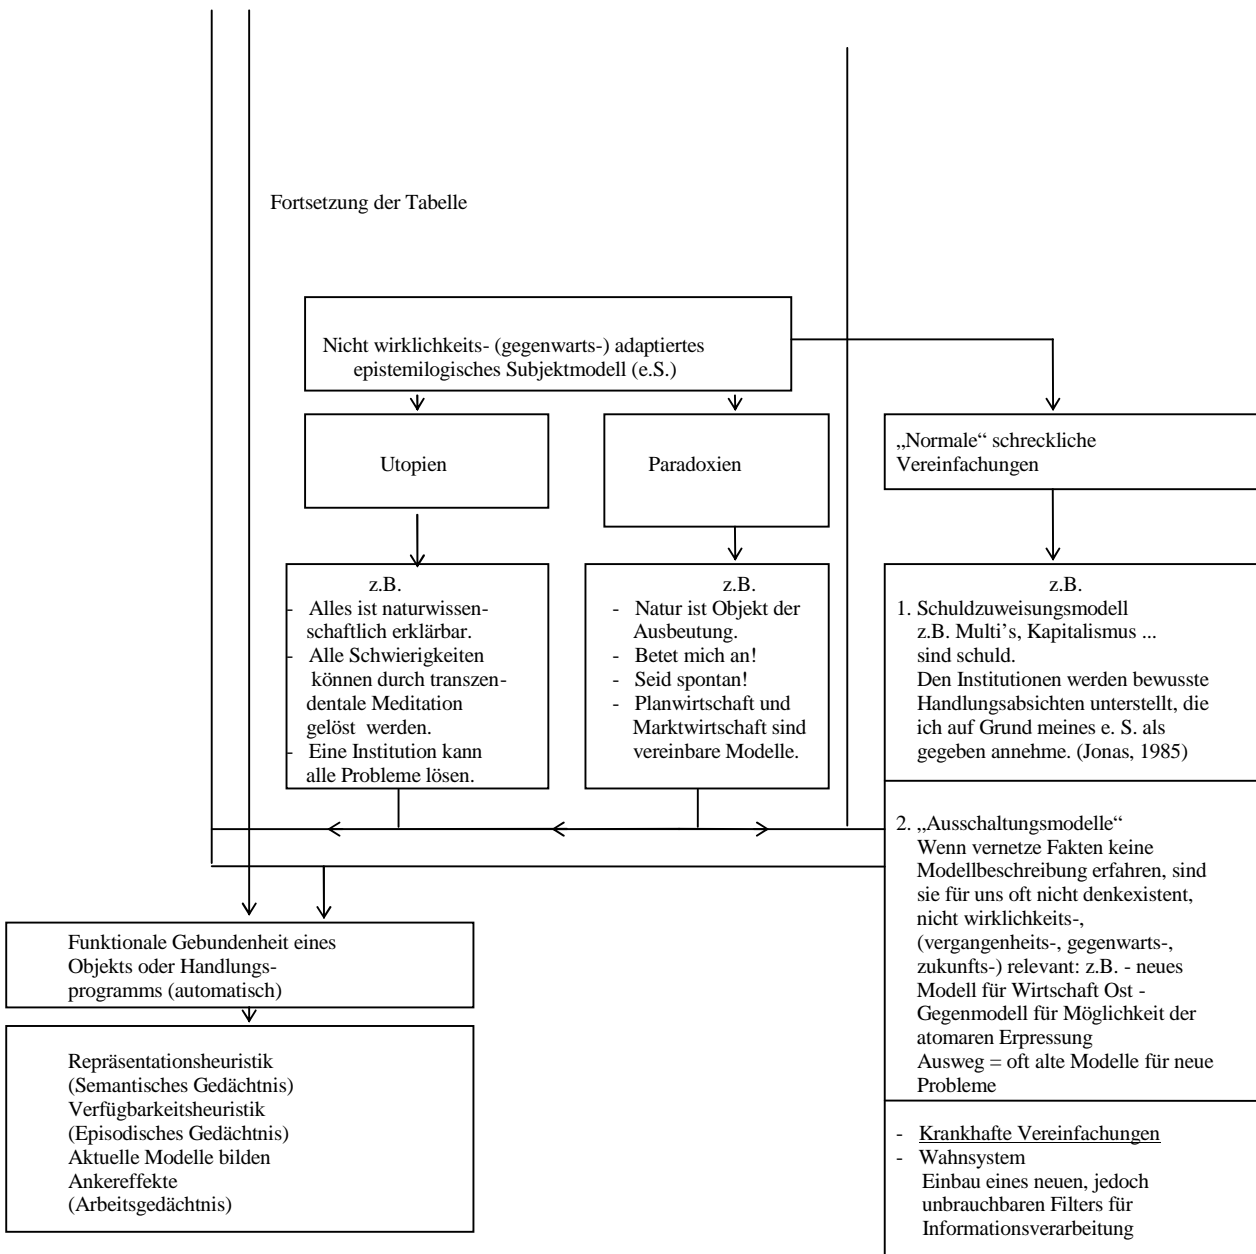 Fortsetzung der Tabelle
Nicht wirklichkeits- (gegenwarts-) adaptiertes
epistemilogisches Subjektmodell (e.S.)
Utopien
Paradoxien
„Normale“ schreckliche
Vereinfachungen
z.B.
- Alles ist naturwissen-
schaftlich erklärbar.
- Alle Schwierigkeiten
können durch transzen-
dentale Meditation
gelöst werden.
- Eine Institution kann
alle Probleme lösen.
z.B.
- Natur ist Objekt der
Ausbeutung.
- Betet mich an!
- Seid spontan!
- Planwirtschaft und
Marktwirtschaft sind
vereinbare Modelle.
z.B.
1. Schuldzuweisungsmodell
z.B. Multi’s, Kapitalismus ...
sind schuld.
Den Institutionen werden bewusste
Handlungsabsichten unterstellt, die
ich auf Grund meines e. S. als
gegeben annehme. (Jonas, 1985)
2. „Ausschaltungsmodelle“
Wenn vernetze Fakten keine
Modellbeschreibung erfahren, sind
sie für uns oft nicht denkexistent,
nicht wirklichkeits-,
(vergangenheits-, gegenwarts-,
zukunfts-) relevant: z.B. - neues
Modell für Wirtschaft Ost -
Gegenmodell für Möglichkeit der
atomaren Erpressung
Ausweg = oft alte Modelle für neue
Probleme
- Krankhafte Vereinfachungen
- Wahnsystem
Einbau eines neuen, jedoch
unbrauchbaren Filters für
Informationsverarbeitung
Funktionale Gebundenheit eines
Objekts oder Handlungs-
programms (automatisch)
Repräsentationsheuristik
(Semantisches Gedächtnis)
Verfügbarkeitsheuristik
(Episodisches Gedächtnis)
Aktuelle Modelle bilden
Ankereffekte
(Arbeitsgedächtnis)